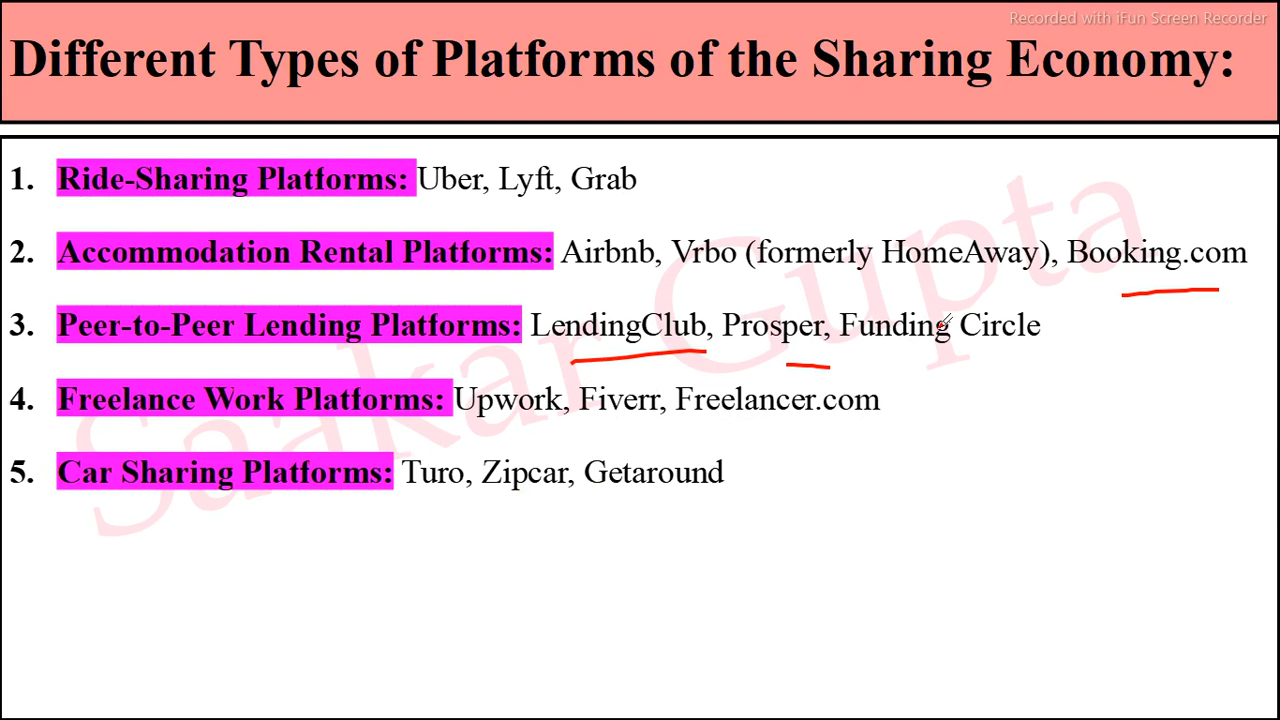 Recorded with iFun Screen Recorder
Different Types of Platforms of the Sharing Economy:
1. Ride-Sharing Platforms: Uber, Lyft, Grab
2. Accommodation Rental Platforms: Airbnb, Vrbo (formerly HomeAway), Booking.com
3. Peer-to-Peer Lending Platforms: LendingClub, Prosper, Funding Circle
4. Freelance Work Platforms: Upwork, Fiverr, Freelancer.com
5. Car Sharing Platforms: Turo, Zipcar, Getaround
Saakar Gupta